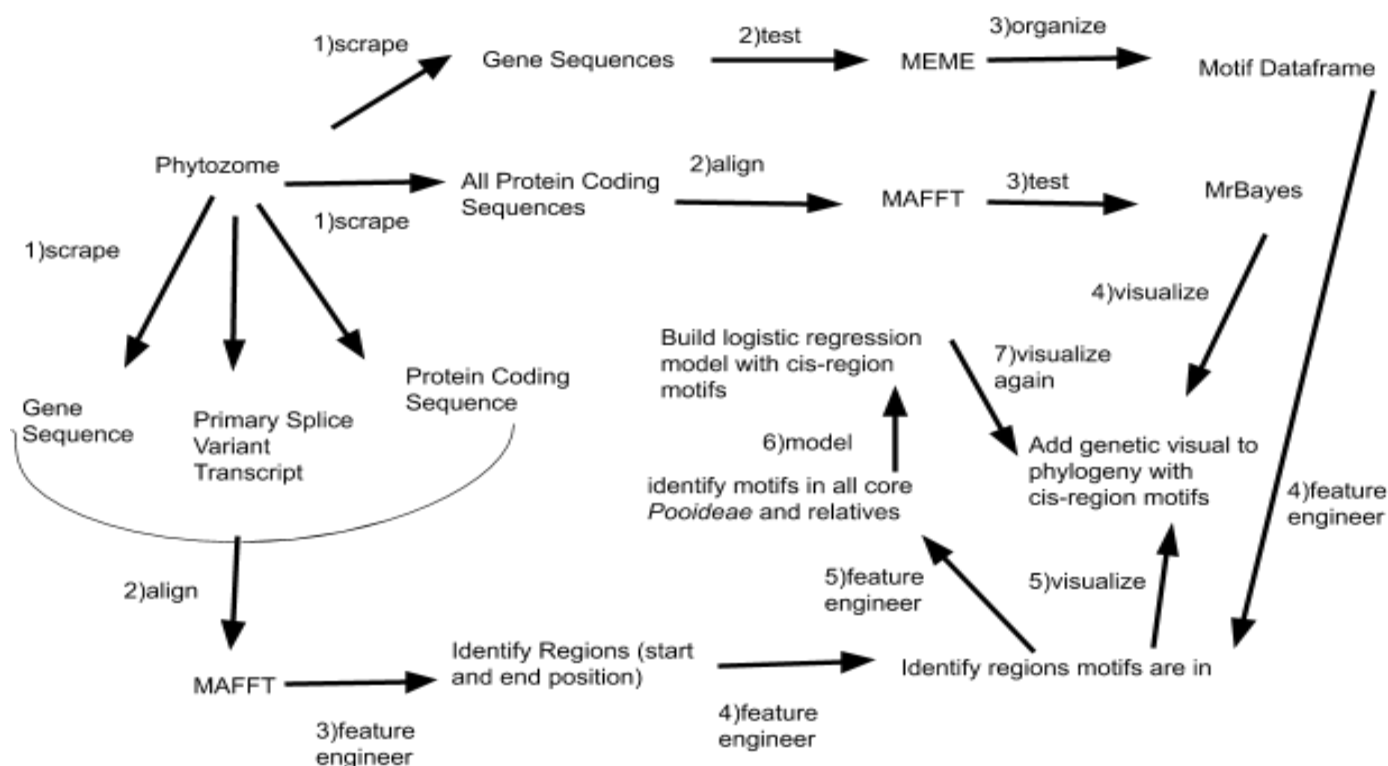 1)scrape
Gene Sequences
2)test
MEME
3)organize
Motif Dataframe
Phytozome
1)scrape
All Protein Coding
Sequences
2)align
MAFFT
3)test
MrBayes
1)scrape
4)visualize
Gene
Sequence
Primary Splice
Variant
Transcript
Protein Coding
Sequence
Build logistic regression
model with cis-region
motifs
7)visualize
again
6)model
Add genetic visual to
phylogeny with
cis-region motifs
identify motifs in all core
Pooideae and relatives
4)feature
engineer
2)align
5)feature
engineer
5)visualize
MAFFT
3)feature
engineer
Identify Regions (start
and end position)
4)feature
engineer
Identify regions motifs are in